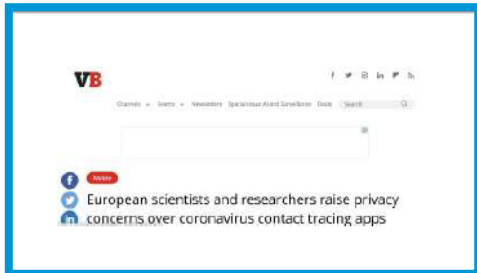 VB
Channels Events Newsletters Special Issue: AI and Surveillance Deals Search
Mobile
European scientists and researchers raise privacy
concerns over coronavirus contact tracing apps